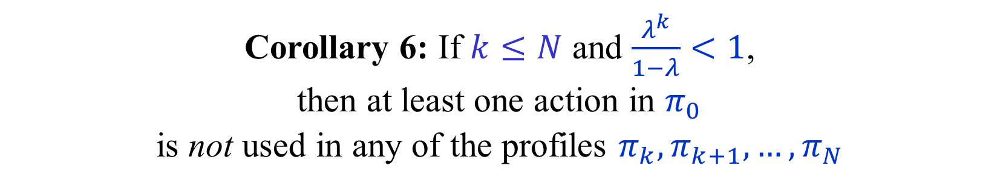 Corollary 6: If k ≤ N and λ^k/(1−λ) < 1,
then at least one action in π₀
is not used in any of the profiles π_k, π_{k+1}, … , π_N